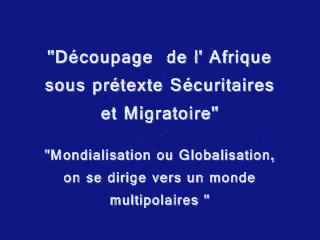 "Découpage de l' Afrique
sous prétexte Sécuritaires
et Migratoire"
"Mondialisation ou Globalisation,
on se dirige vers un monde
multipolaires "